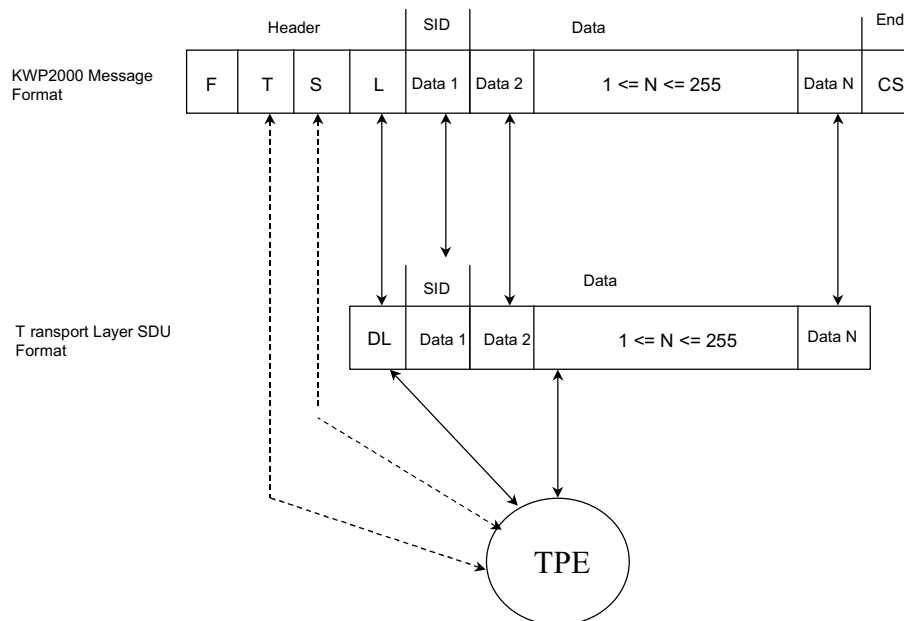 Header SID Data End
KWP2000 Message
Format
F T S L Data 1 Data 2 1 <= N <= 255 Data N CS
SID Data
T ransport Layer SDU
Format
DL Data 1 Data 2 1 <= N <= 255 Data N
TPE